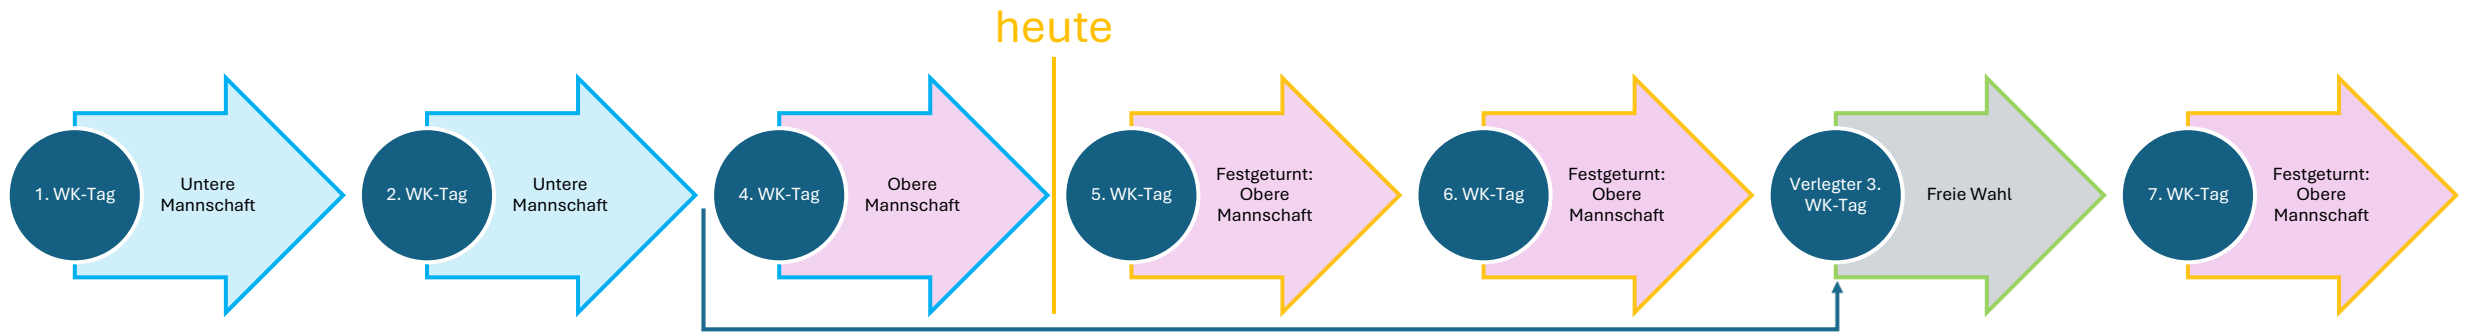 heute
1. WK-Tag
Untere
Mannschaft
2. WK-Tag
Untere
Mannschaft
4. WK-Tag
Obere
Mannschaft
5. WK-Tag
Festgeturnt:
Obere
Mannschaft
6. WK-Tag
Festgeturnt:
Obere
Mannschaft
Verlegter 3.
WK-Tag
Freie Wahl
7. WK-Tag
Festgeturnt:
Obere
Mannschaft